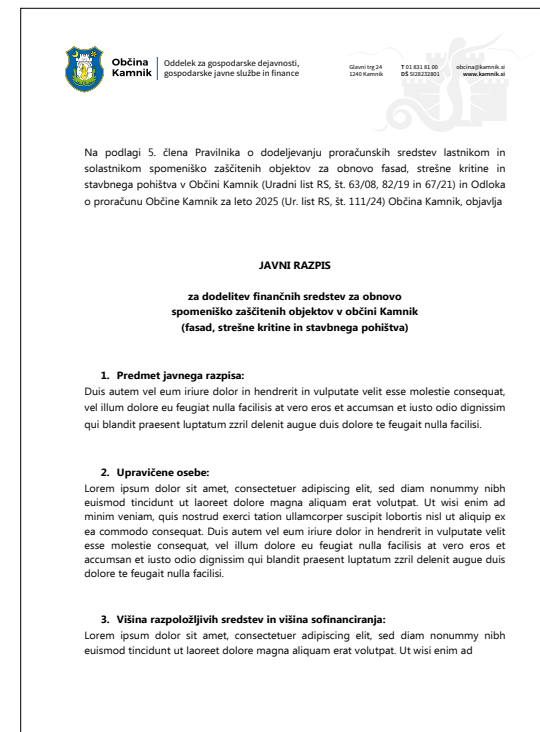 Občina
Kamnik
Oddelek za gospodarske dejavnosti,
gospodarske javne službe in finance
Glavni trg 24
1240 Kamnik
T 01 831 81 00
DŠ SI28232801
obcina@kamnik.si
www.kamnik.si
Na podlagi 5. člena Pravilnika o dodeljevanju proračunskih sredstev lastnikom in
solastnikom spomeniško zaščitenih objektov za obnovo fasad, strešne kritine in
stavbnega pohištva v Občini Kamnik (Uradni list RS, št. 63/08, 82/19 in 67/21) in Odloka
o proračunu Občine Kamnik za leto 2025 (Ur. list RS, št. 111/24) Občina Kamnik, objavlja
JAVNI RAZPIS
za dodelitev finančnih sredstev za obnovo
spomeniško zaščitenih objektov v občini Kamnik
(fasad, strešne kritine in stavbnega pohištva)
1. Predmet javnega razpisa:
Duis autem vel eum iriure dolor in hendrerit in vulputate velit esse molestie consequat,
vel illum dolore eu feugiat nulla facilisis at vero eros et accumsan et iusto odio dignissim
qui blandit praesent luptatum zzril delenit augue duis dolore te feugait nulla facilisi.
2. Upravičene osebe:
Lorem ipsum dolor sit amet, consectetuer adipiscing elit, sed diam nonummy nibh
euismod tincidunt ut laoreet dolore magna aliquam erat volutpat. Ut wisi enim ad
minim veniam, quis nostrud exerci tation ullamcorper suscipit lobortis nisl ut aliquip ex
ea commodo consequat. Duis autem vel eum iriure dolor in hendrerit in vulputate velit
esse molestie consequat, vel illum dolore eu feugiat nulla facilisis at vero eros et
accumsan et iusto odio dignissim qui blandit praesent luptatum zzril delenit augue duis
dolore te feugait nulla facilisi.
3. Višina razpoložljivih sredstev in višina sofinanciranja:
Lorem ipsum dolor sit amet, consectetuer adipiscing elit, sed diam nonummy nibh
euismod tincidunt ut laoreet dolore magna aliquam erat volutpat. Ut wisi enim ad